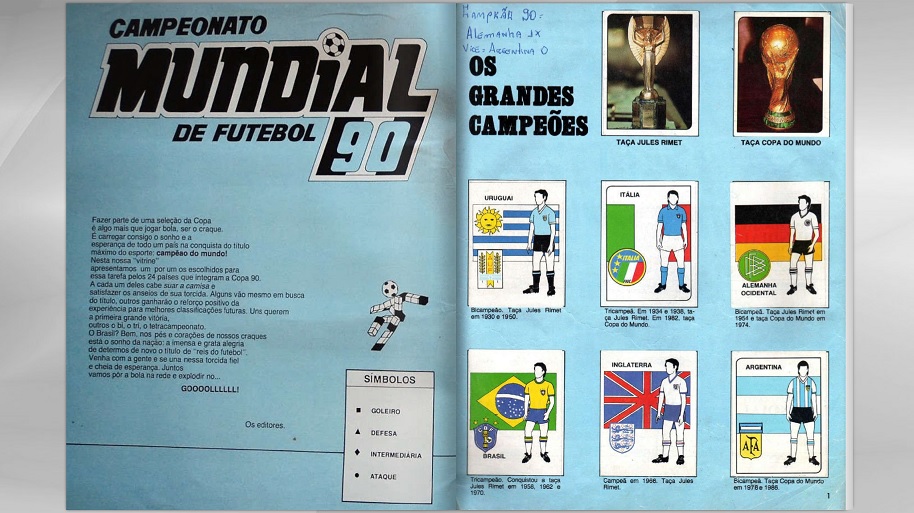 CAMPEONATO
MUNDIAL
DE FUTEBOL 90
Fazer parte de uma seleção da Copa
é algo mais que jogar bola, ser o craque.
É carregar consigo o sonho e a
esperança de todo um país na conquista do título
máximo do esporte: campeão do mundo!
Nesta nossa "vitrine"
apresentamos um por um os escolhidos para
essa tarefa pelos 24 países que integram a Copa 90.
A cada um deles cabe suar a camisa e
satisfazer os anseios de sua torcida. Alguns vão mesmo em busca
do título, outros ganharão o reforço positivo da
experiência para melhores classificações futuras. Uns querem
a primeira grande vitória,
outros o bi, o tri, o tetracampeonato.
O Brasil? Bem, nos pés e corações de nossos craques
está o sonho da nação: a imensa e grata alegria
de determos de novo o título de "reis do futebol".
Venha com a gente e se una nessa torcida fiel
e cheia de esperança. Juntos
vamos pôr a bola na rede e explodir no...
GOOOOLLLLLL!
Os editores.
SÍMBOLOS
■ GOLEIRO
▲ DEFESA
♦ INTERMEDIÁRIA
● ATAQUE
CAMPEÃO 90=
ALEMANHA 1X
VICE= ARGENTINA 0
OS
GRANDES
CAMPEÕES
TAÇA JULES RIMET
TAÇA COPA DO MUNDO
URUGUAI
Bicampeão. Taça Jules Rimet
em 1930 e 1950.
ITÁLIA
ITALIA
Tricampeã. Em 1934 e 1938, ta-
ça Jules Rimet. Em 1982, taça
Copa do Mundo.
ALEMANHA
OCIDENTAL
Bicampeã. Taça Jules Rimet em
1954 e taça Copa do Mundo em
1974.
BRASIL
CBF
Tricampeão. Conquistou a taça
Jules Rimet em 1958, 1962 e
1970.
INGLATERRA
Campeã em 1966. Taça Jules
Rimet.
ARGENTINA
AFA
Bicampeã. Taça Copa do Mundo
em 1978 e 1986.
1